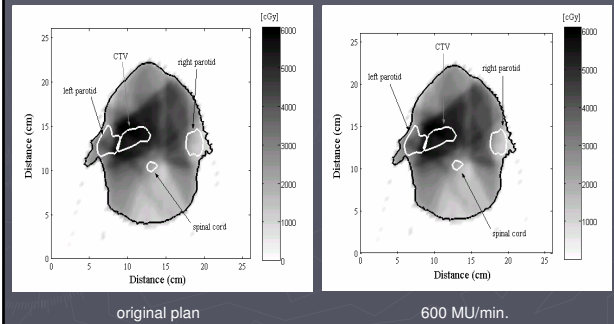 [cGy]
6000
5000
4000
3000
2000
1000
0
25
20
15
10
5
0
0 5 10 15 20 25
Distance (cm)
Distance (cm)
CTV
right parotid
left parotid
spinal cord
original plan
[cGy]
6000
5000
4000
3000
2000
1000
25
20
15
10
5
0
0 5 10 15 20 25
Distance (cm)
Distance (cm)
CTV
right parotid
left parotid
spinal cord
600 MU/min.